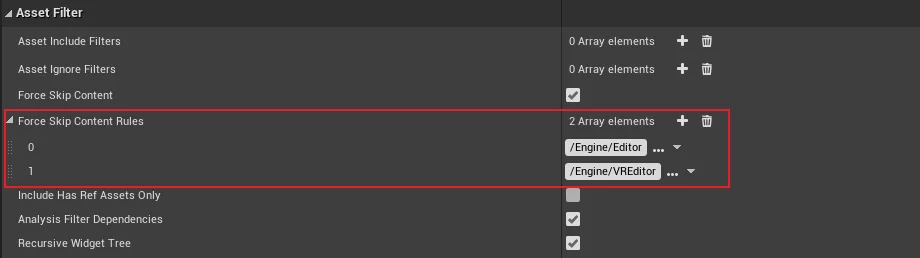 Asset Filter
Asset Include Filters 0 Array elements
Asset Ignore Filters 0 Array elements
Force Skip Content
Force Skip Content Rules 2 Array elements
0 /Engine/Editor ...
1 /Engine/VREditor ...
Include Has Ref Assets Only
Analysis Filter Dependencies
Recursive Widget Tree